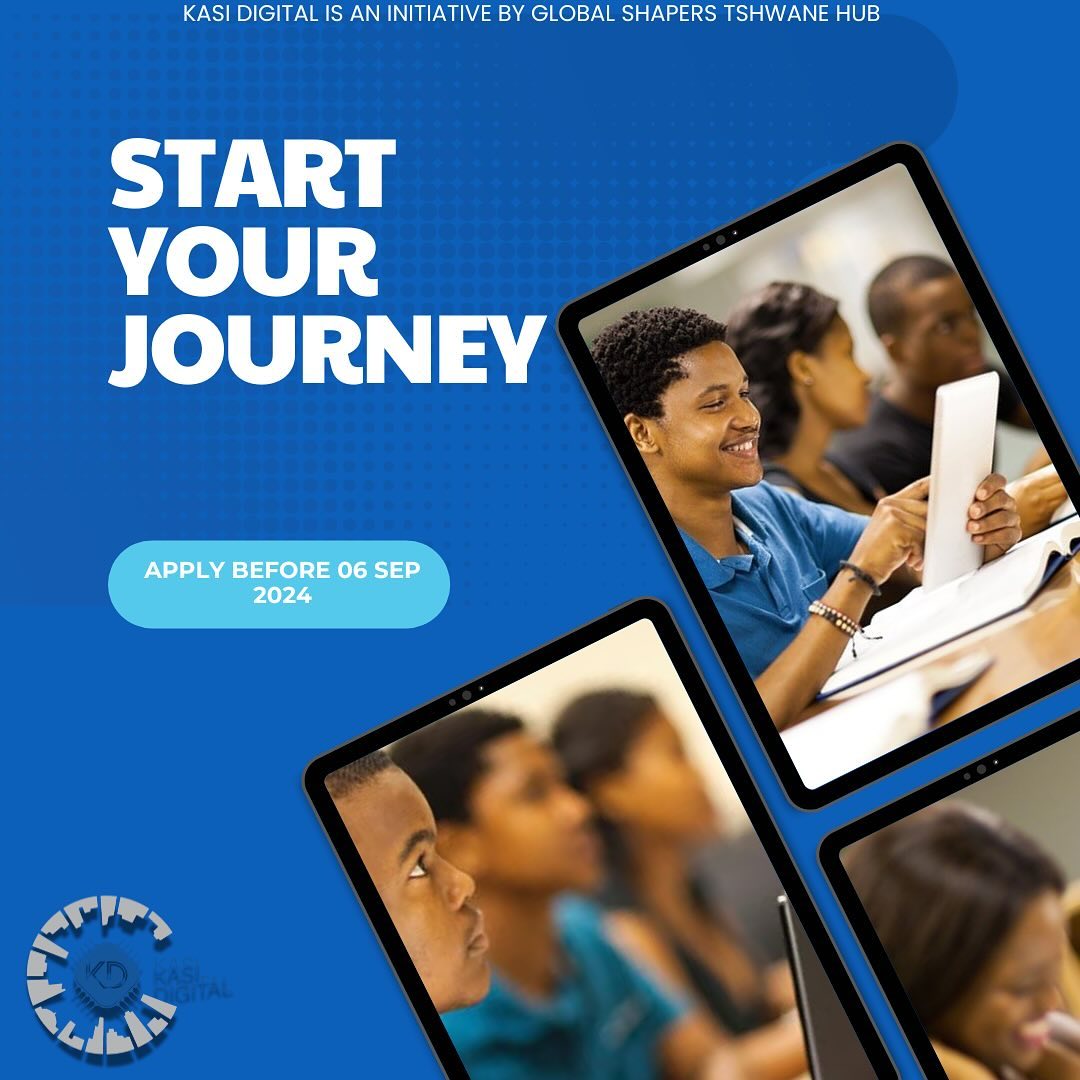 KASI DIGITAL IS AN INITIATIVE BY GLOBAL SHAPERS TSHWANE HUB
START
YOUR
JOURNEY
APPLY BEFORE 06 SEP
2024
KD
KASI
DIGITAL